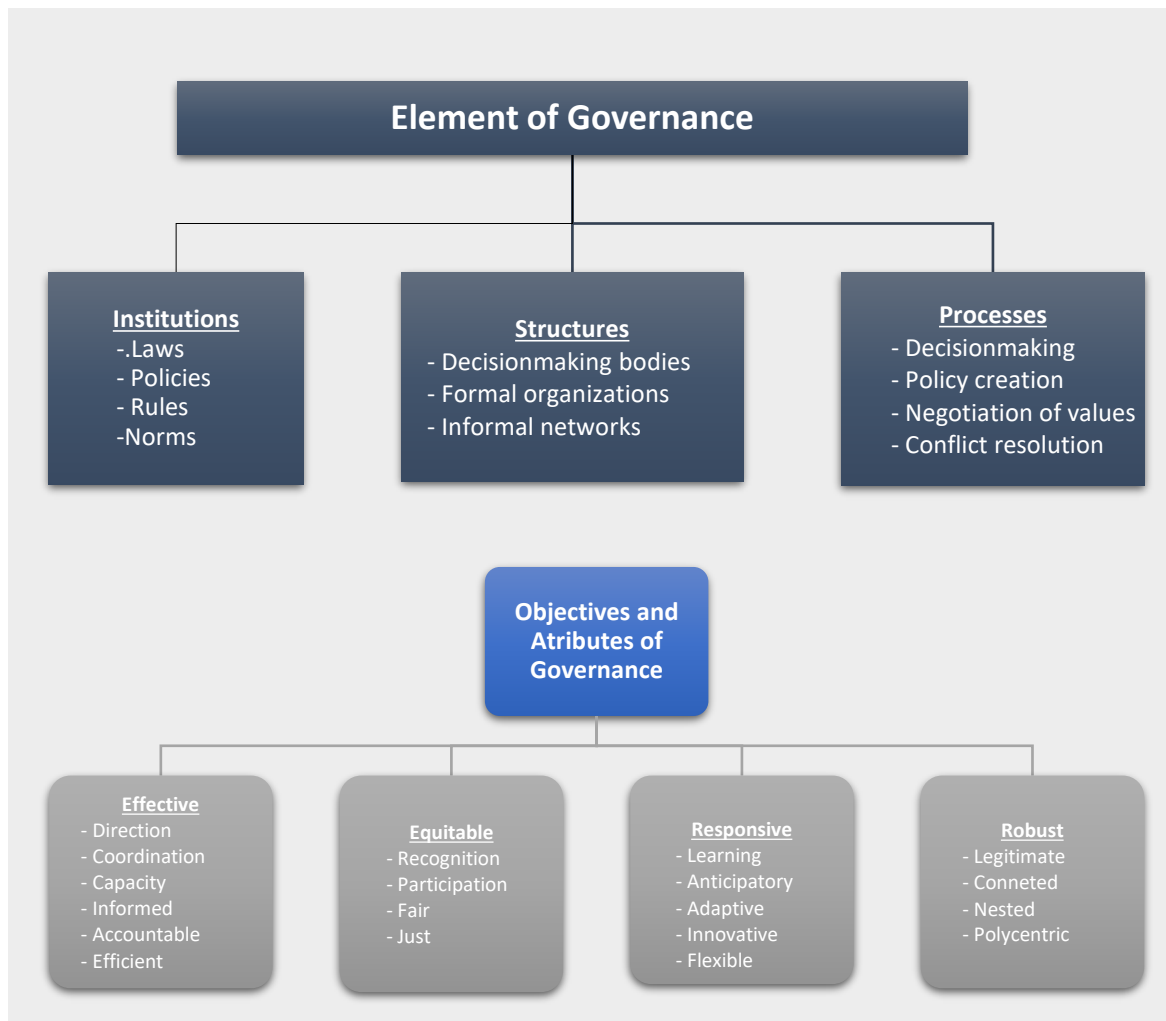 Element of Governance
Institutions
-.Laws
- Policies
- Rules
-Norms
Structures
- Decisionmaking bodies
- Formal organizations
- Informal networks
Processes
- Decisionmaking
- Policy creation
- Negotiation of values
- Conflict resolution
Objectives and
Atributes of
Governance
Effective
- Direction
- Coordination
- Capacity
- Informed
- Accountable
- Efficient
Equitable
- Recognition
- Participation
- Fair
- Just
Responsive
- Learning
- Anticipatory
- Adaptive
- Innovative
- Flexible
Robust
- Legitimate
- Conneted
- Nested
- Polycentric